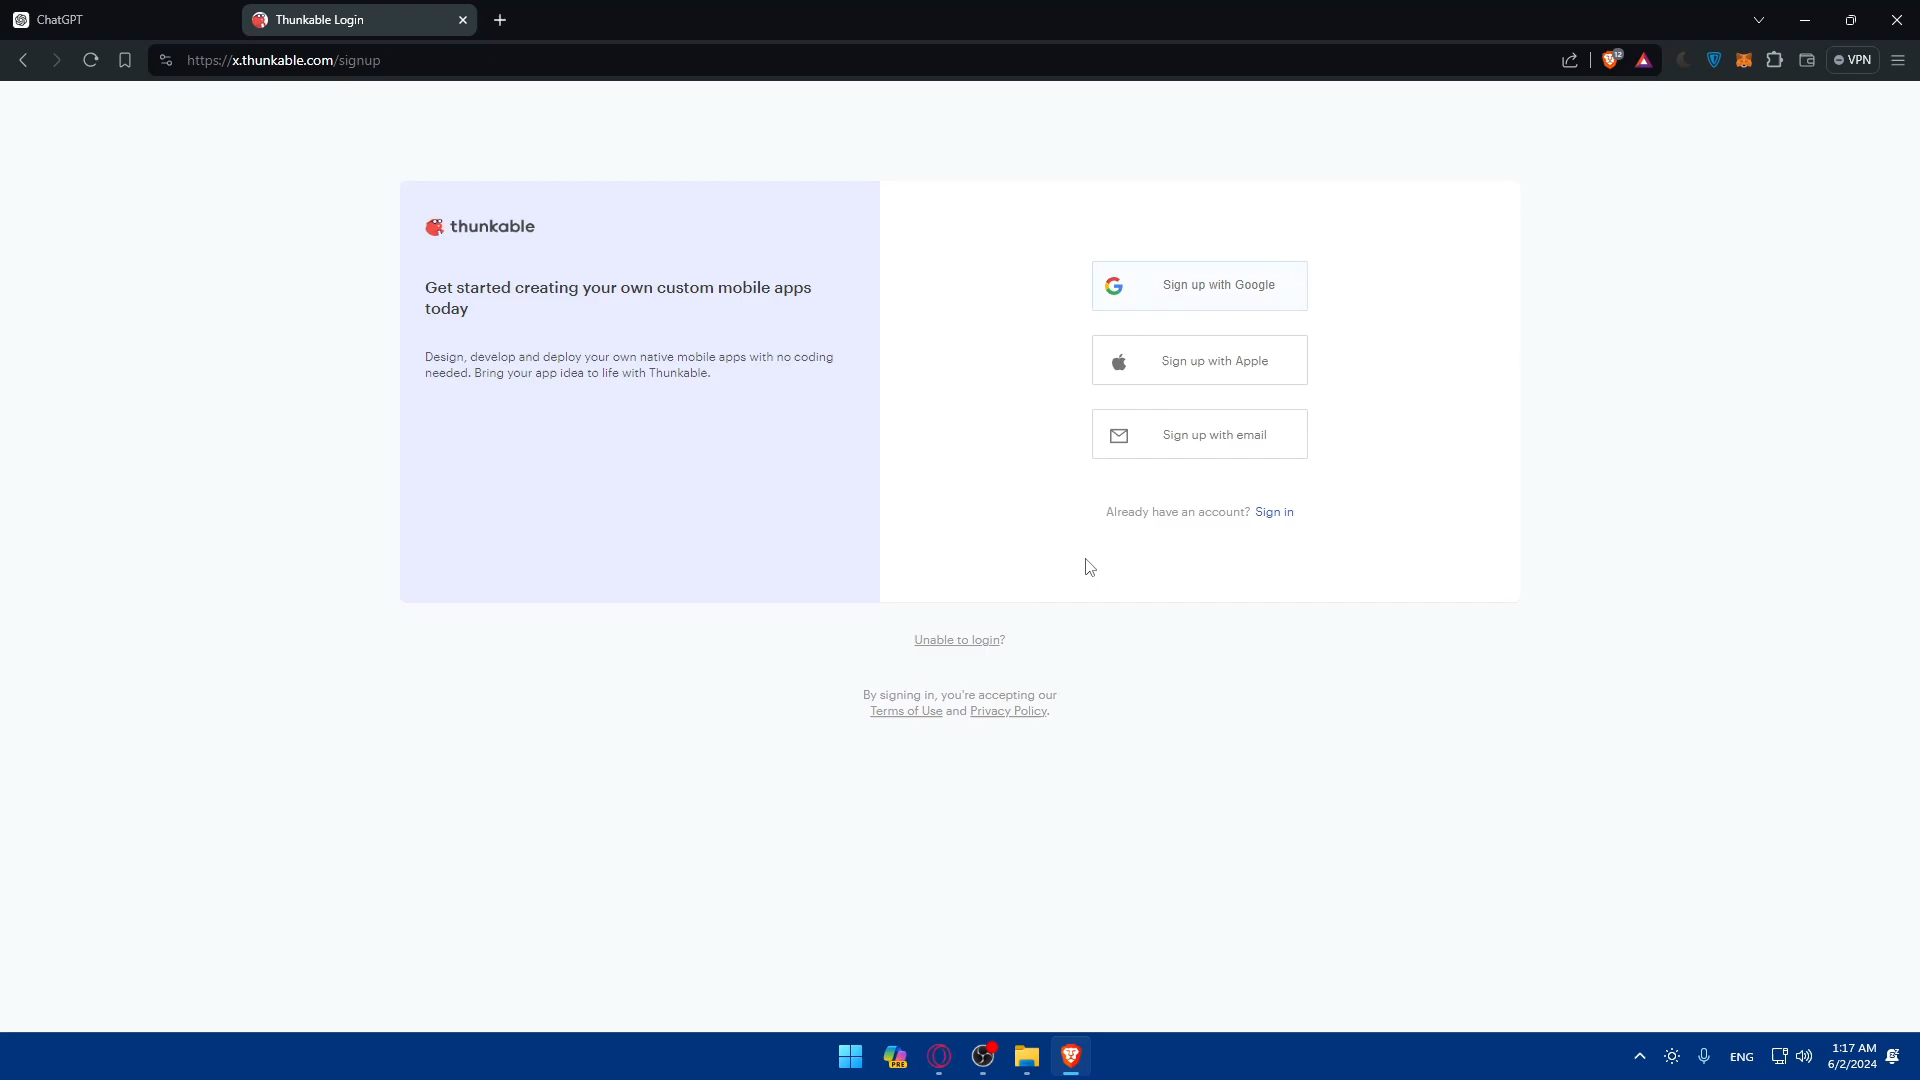 ChatGPT
Thunkable Login
https://x.thunkable.com/signup
12
VPN
thunkable
Get started creating your own custom mobile apps
today
Design, develop and deploy your own native mobile apps with no coding
needed. Bring your app idea to life with Thunkable.
Sign up with Google
Sign up with Apple
Sign up with email
Already have an account? Sign in
Unable to login?
By signing in, you're accepting our
Terms of Use and Privacy Policy.
PRE
ENG
1:17 AM
6/2/2024